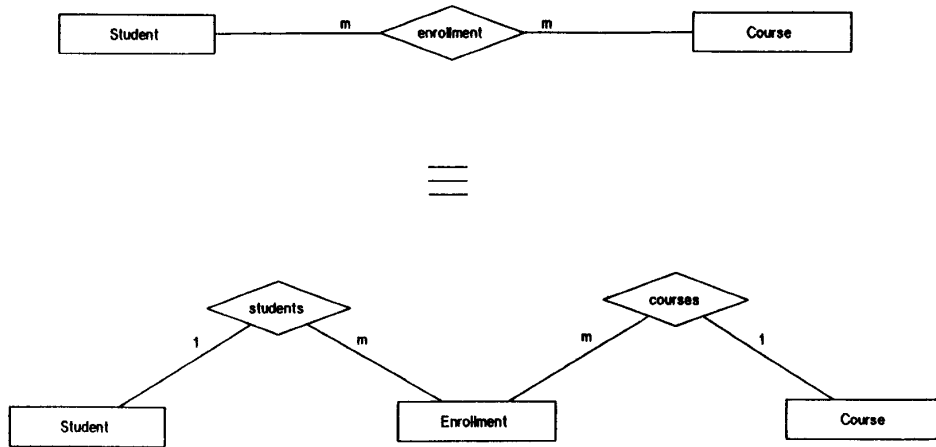 m m
Student enrollment Course
students courses
1 m m 1
Student Enrollment Course